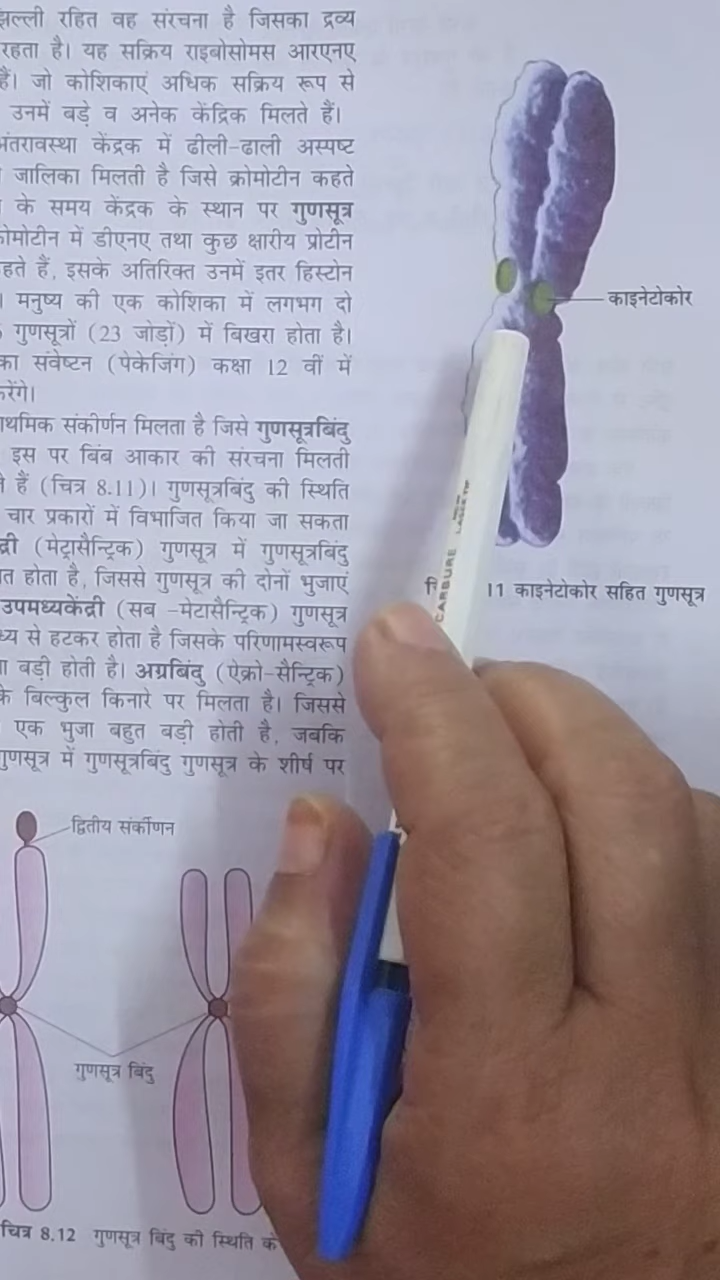 झल्ली रहित वह संरचना है जिसका द्रव्य
रहता है। यह सक्रिय राइबोसोमस आरएनए
हैं। जो कोशिकाएं अधिक सक्रिय रूप से
उनमें बड़े व अनेक केंद्रिक मिलते हैं।
अंतरावस्था केंद्रक में ढीली-ढाली अस्पष्ट
जालिका मिलती है जिसे क्रोमोटीन कहते
के समय केंद्रक के स्थान पर गुणसूत्र
क्रोमोटीन में डीएनए तथा कुछ क्षारीय प्रोटीन
कहते हैं, इसके अतिरिक्त उनमें इतर हिस्टोन
। मनुष्य की एक कोशिका में लगभग दो
गुणसूत्रों (23 जोड़ों) में बिखरा होता है।
का संवेष्टन (पेकेजिंग) कक्षा 12 वीं में
करेंगे।
प्राथमिक संकीर्णन मिलता है जिसे गुणसूत्रबिंदु
इस पर बिंब आकार की संरचना मिलती
हैं (चित्र 8.11)। गुणसूत्रबिंदु की स्थिति
चार प्रकारों में विभाजित किया जा सकता
(मेट्रासैन्ट्रिक) गुणसूत्र में गुणसूत्रबिंदु
होता है, जिससे गुणसूत्र की दोनों भुजाएं
उपमध्यकेंद्री (सब -मेटासैन्ट्रिक) गुणसूत्र
से हटकर होता है जिसके परिणामस्वरूप
बड़ी होती है। अग्रबिंदु (ऐक्रो-सैन्ट्रिक)
के बिल्कुल किनारे पर मिलता है। जिससे
एक भुजा बहुत बड़ी होती है, जबकि
गुणसूत्र में गुणसूत्रबिंदु गुणसूत्र के शीर्ष पर
काइनेटोकोर
11 काइनेटोकोर सहित गुणसूत्र
CARBURE
द्वितीय संर्कीणन
गुणसूत्र बिंदु
चित्र 8.12 गुणसूत्र बिंदु की स्थिति के